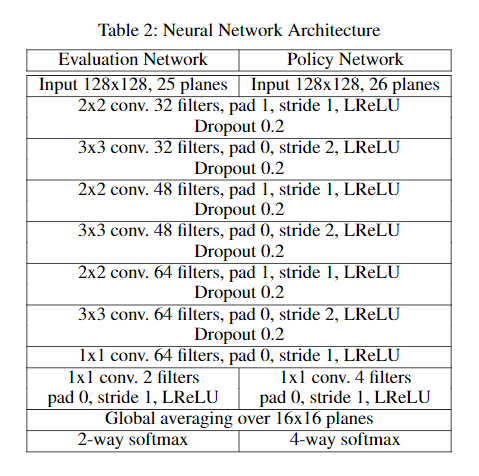 Table 2: Neural Network Architecture
Evaluation Network Policy Network
Input 128x128, 25 planes Input 128x128, 26 planes
2x2 conv. 32 filters, pad 1, stride 1, LReLU
Dropout 0.2
3x3 conv. 32 filters, pad 0, stride 2, LReLU
Dropout 0.2
2x2 conv. 48 filters, pad 1, stride 1, LReLU
Dropout 0.2
3x3 conv. 48 filters, pad 0, stride 2, LReLU
Dropout 0.2
2x2 conv. 64 filters, pad 1, stride 1, LReLU
Dropout 0.2
3x3 conv. 64 filters, pad 0, stride 2, LReLU
Dropout 0.2
1x1 conv. 64 filters, pad 0, stride 1, LReLU
1x1 conv. 2 filters 1x1 conv. 4 filters
pad 0, stride 1, LReLU pad 0, stride 1, LReLU
Global averaging over 16x16 planes
2-way softmax 4-way softmax